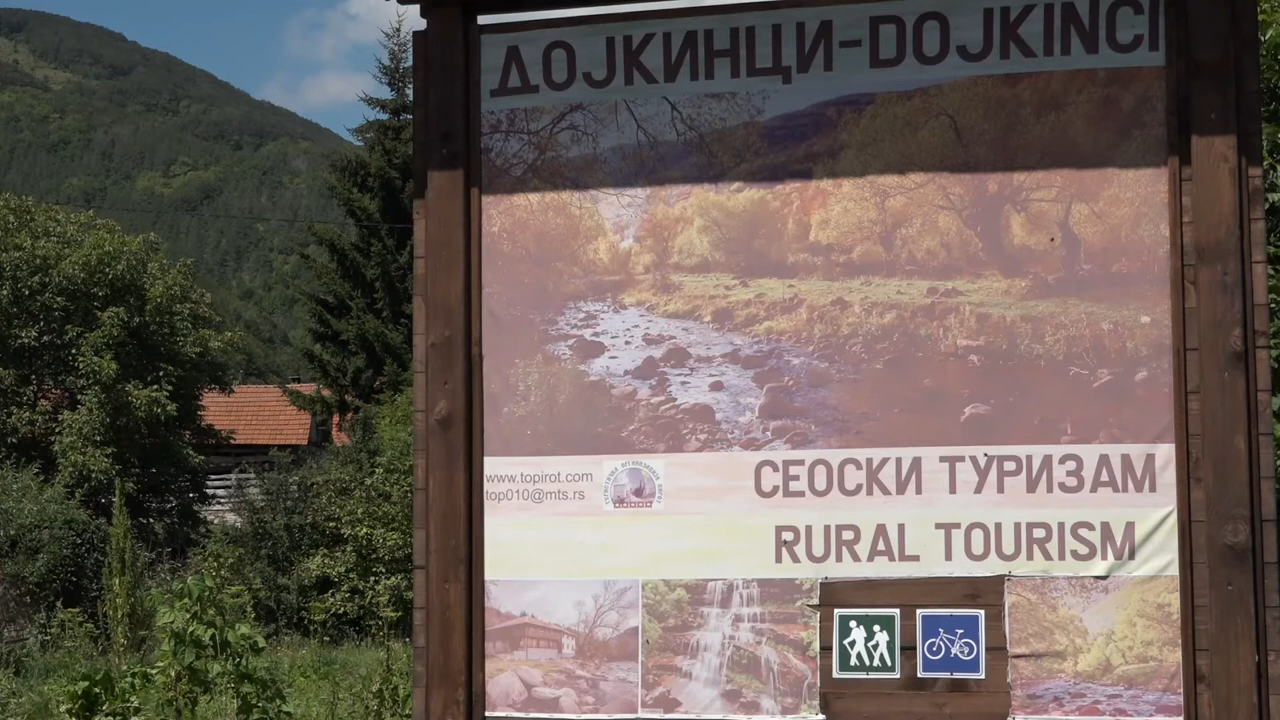 ДОЈКИНЦИ-DOJKINCI
www.topirot.com
top010@mts.rs
СЕОСКИ ТУРИЗАМ
RURAL TOURISM